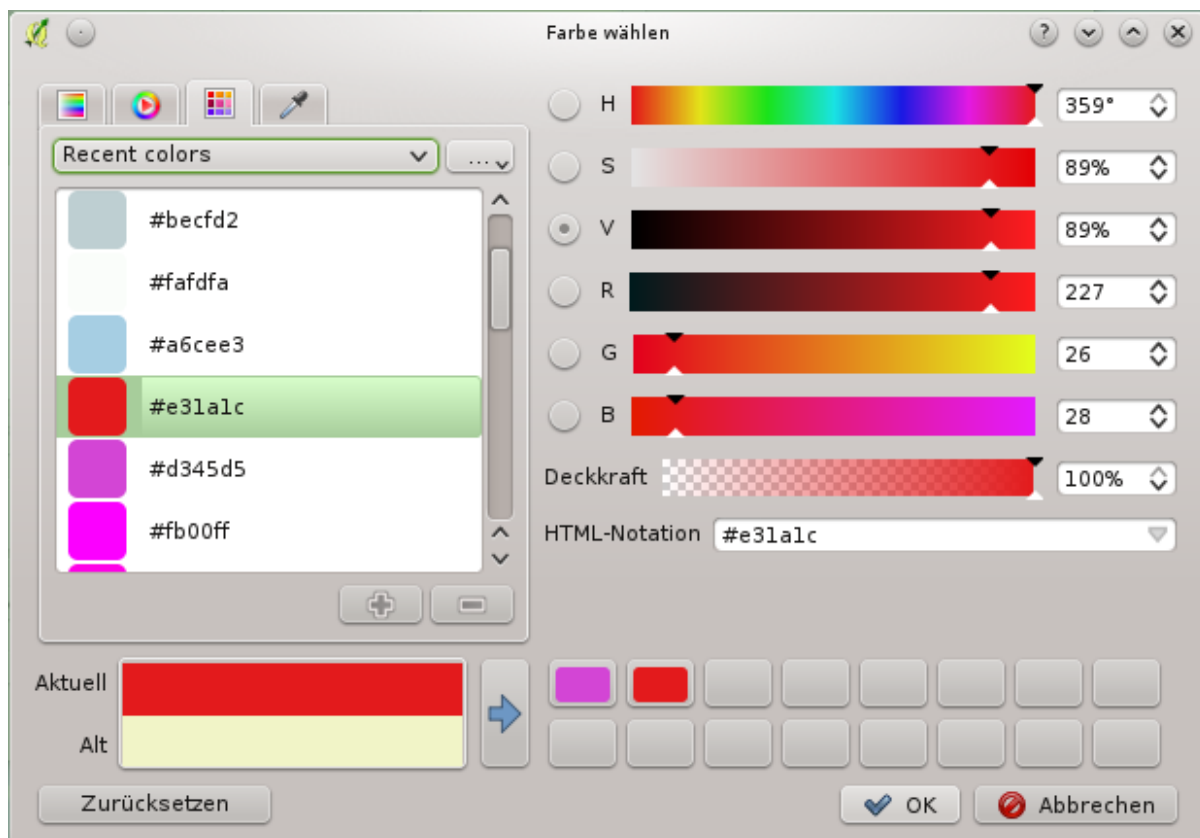 Farbe wählen
Recent colors
...
#becfd2
#fafdfa
#a6cee3
#e31a1c
#d345d5
#fb00ff
H 359°
S 89%
V 89%
R 227
G 26
B 28
Deckkraft 100%
HTML-Notation #e31a1c
Aktuell
Alt
Zurücksetzen
OK
Abbrechen